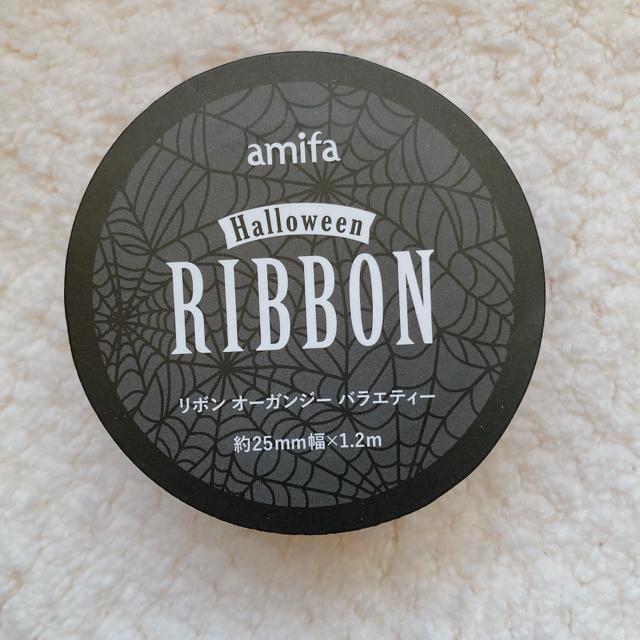 amifa
Halloween
RIBBON
リボン オーガンジー バラエティー
約25mm幅×1.2m